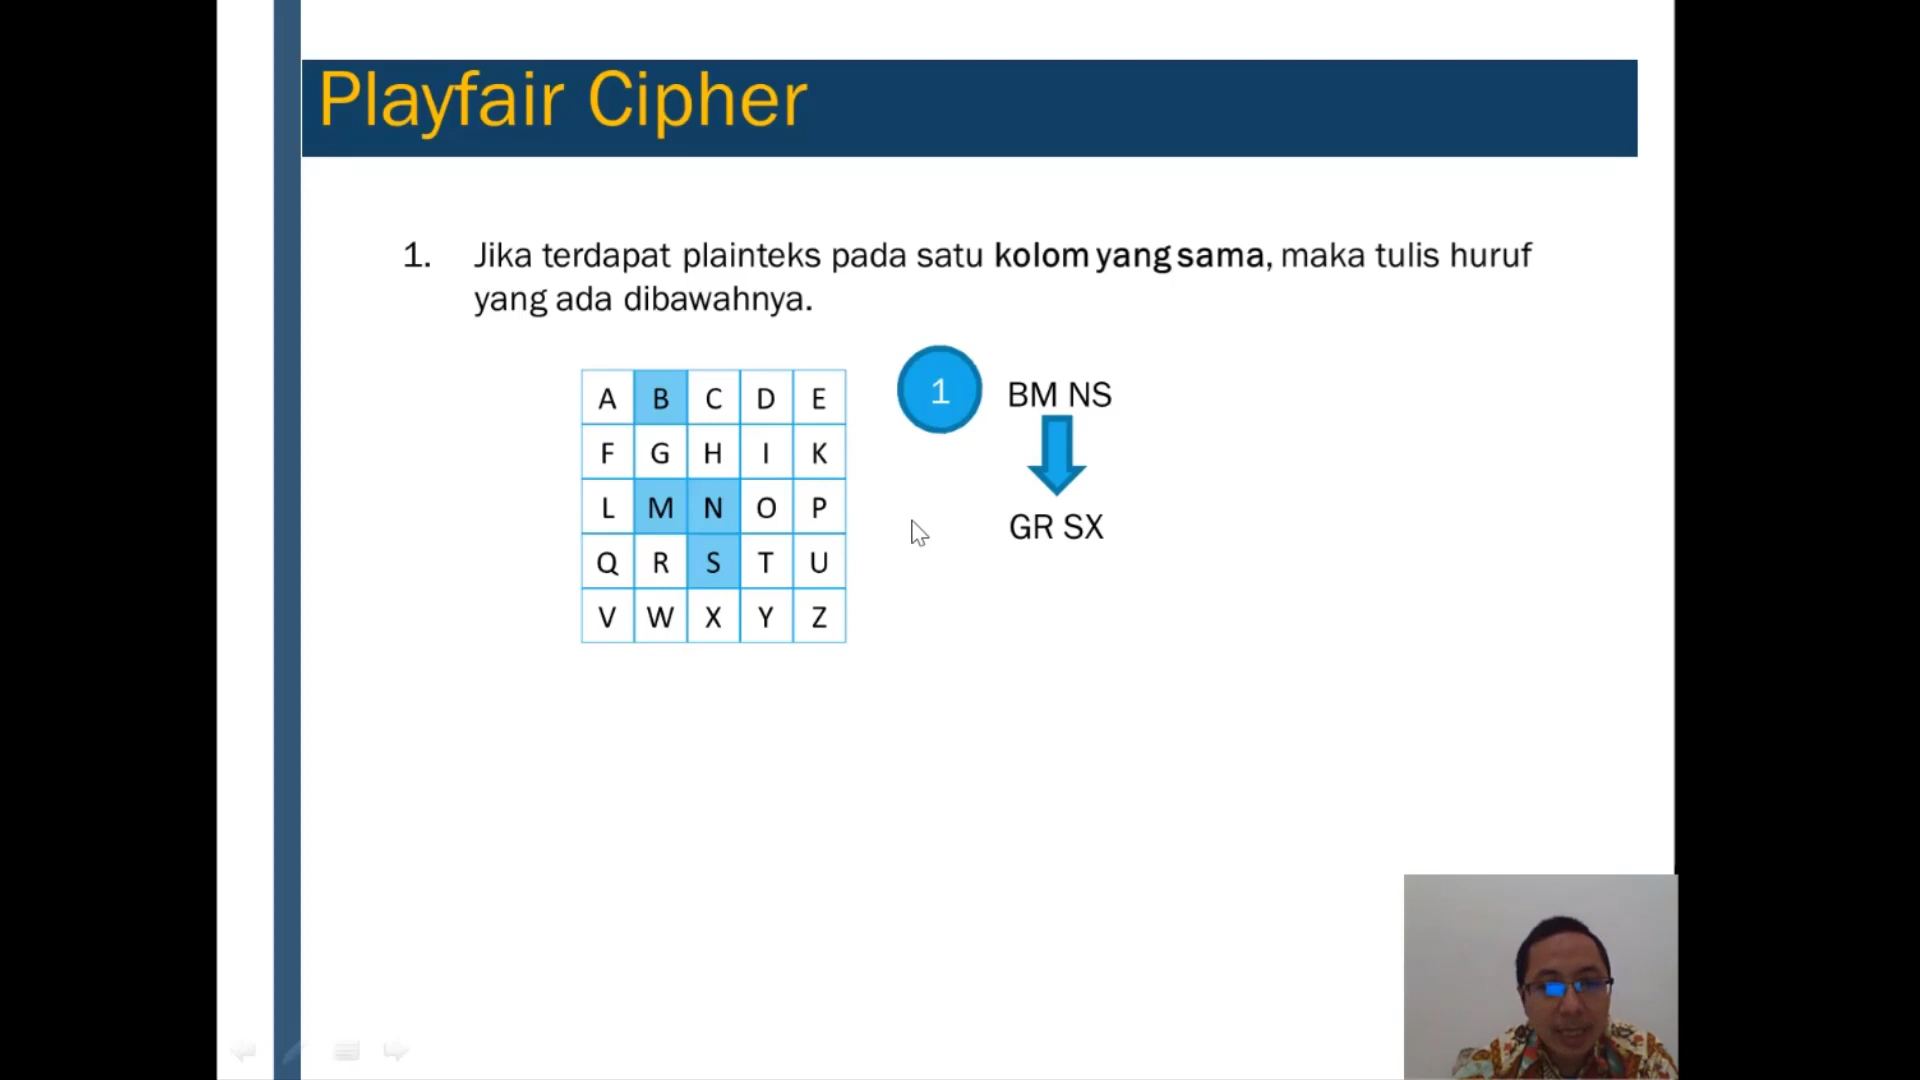 Playfair Cipher
1. Jika terdapat plainteks pada satu kolom yang sama, maka tulis huruf
yang ada dibawahnya.
A B C D E
F G H I K
L M N O P
Q R S T U
V W X Y Z
1
BM NS
GR SX